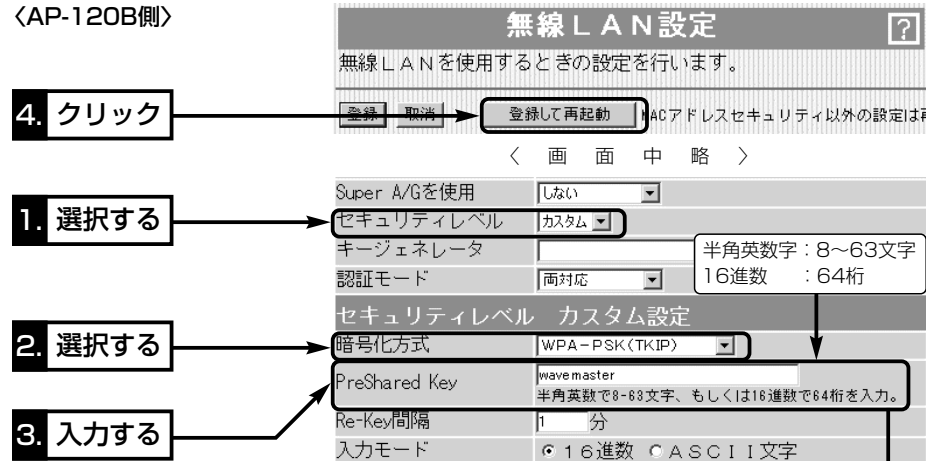 〈AP-120B側〉
無線ＬＡＮ設定
?
無線ＬＡＮを使用するときの設定を行います。
4. クリック
登録 取消 登録して再起動 MACアドレスセキュリティ以外の設定は再
〈 画 面 中 略 〉
Super A/Gを使用 しない
1. 選択する
セキュリティレベル カスタム
キージェネレータ
半角英数字：8～63文字
16進数 ：64桁
認証モード 両対応
セキュリティレベル カスタム設定
2. 選択する
暗号化方式 WPA－PSK(TKIP)
PreShared Key wavemaster
半角英数で8-63文字、もしくは16進数で64桁を入力。
Re-Key間隔 1 分
3. 入力する
入力モード １６進数 ＡＳＣＩＩ文字